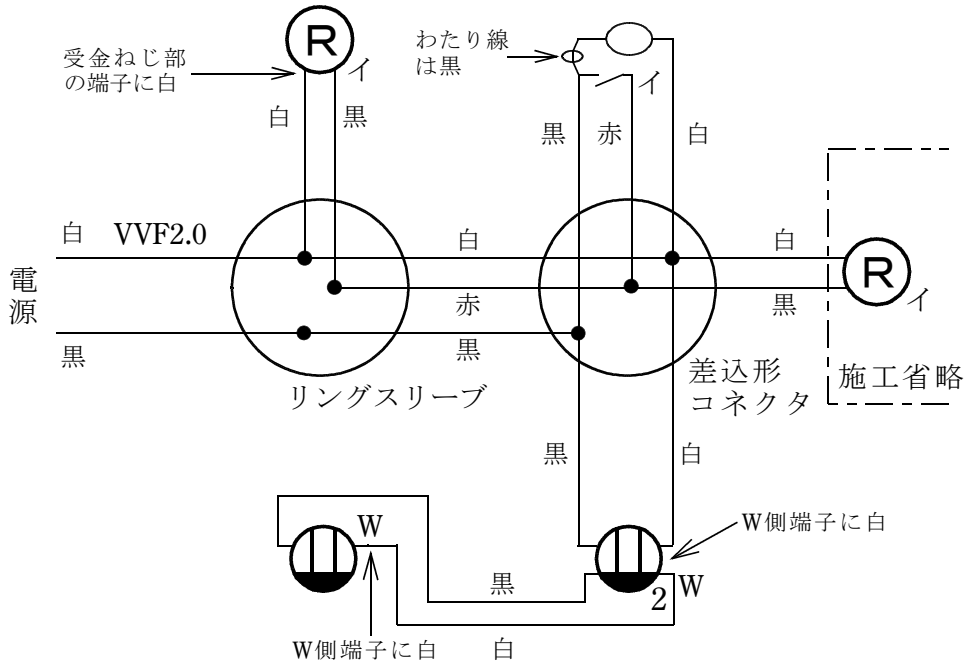 R
イ
受金ねじ部
の端子に白
白
黒
わたり線
は黒
イ
黒
赤
白
白 VVF2.0
白
白
電源
赤
黒
R
イ
黒
黒
リングスリーブ
差込形
コネクタ
施工省略
黒
白
W
W側端子に白
黒
2
W
W側端子に白
白